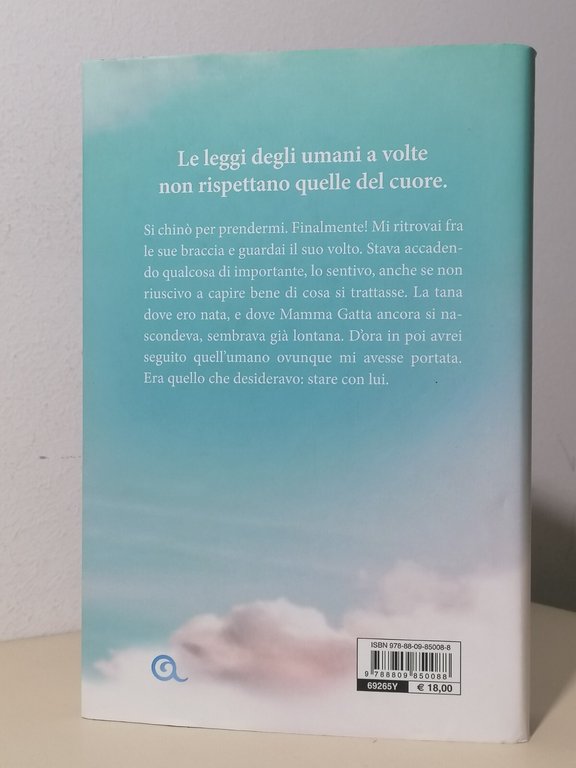 Le leggi degli umani a volte
non rispettano quelle del cuore.
Si chinò per prendermi. Finalmente! Mi ritrovai fra
le sue braccia e guardai il suo volto. Stava accaden-
do qualcosa di importante, lo sentivo, anche se non
riuscivo a capire bene di cosa si trattasse. La tana
dove ero nata, e dove Mamma Gatta ancora si na-
scondeva, sembrava già lontana. D'ora in poi avrei
seguito quell'umano ovunque mi avesse portata.
Era quello che desideravo: stare con lui.
ISBN 978-88-09-85008-8
9 788809 850088
69265Y € 18,00